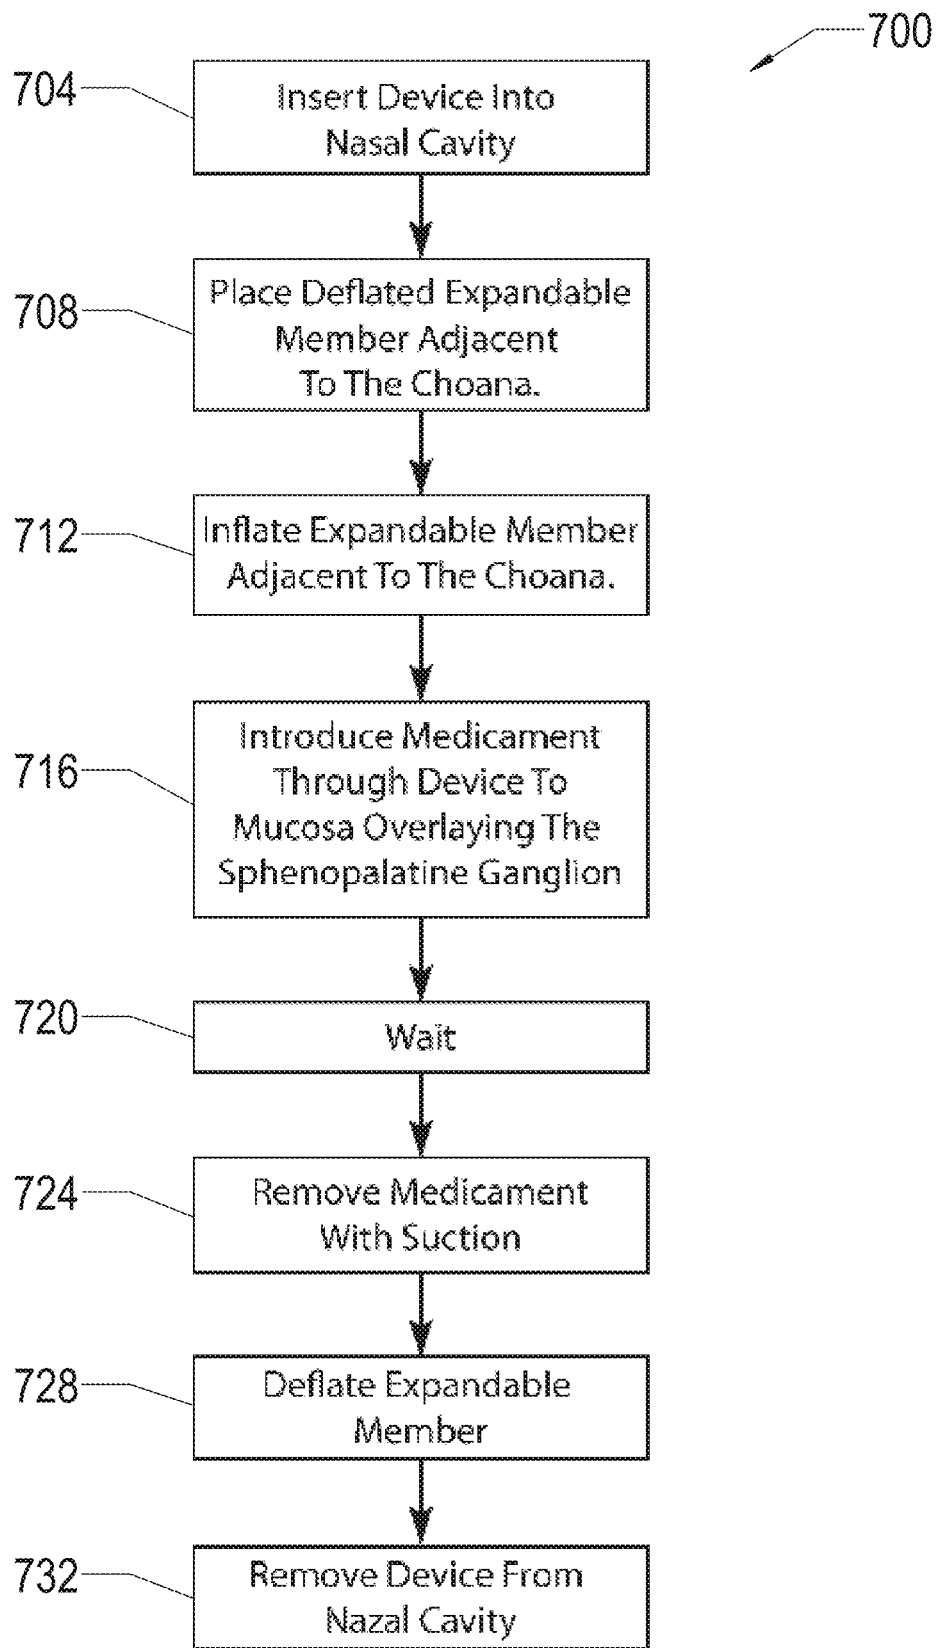 700
704
Insert Device Into
Nasal Cavity
708
Place Deflated Expandable
Member Adjacent
To The Choana.
712
Inflate Expandable Member
Adjacent To The Choana.
716
Introduce Medicament
Through Device To
Mucosa Overlaying The
Sphenopalatine Ganglion
720
Wait
724
Remove Medicament
With Suction
728
Deflate Expandable
Member
732
Remove Device From
Nazal Cavity